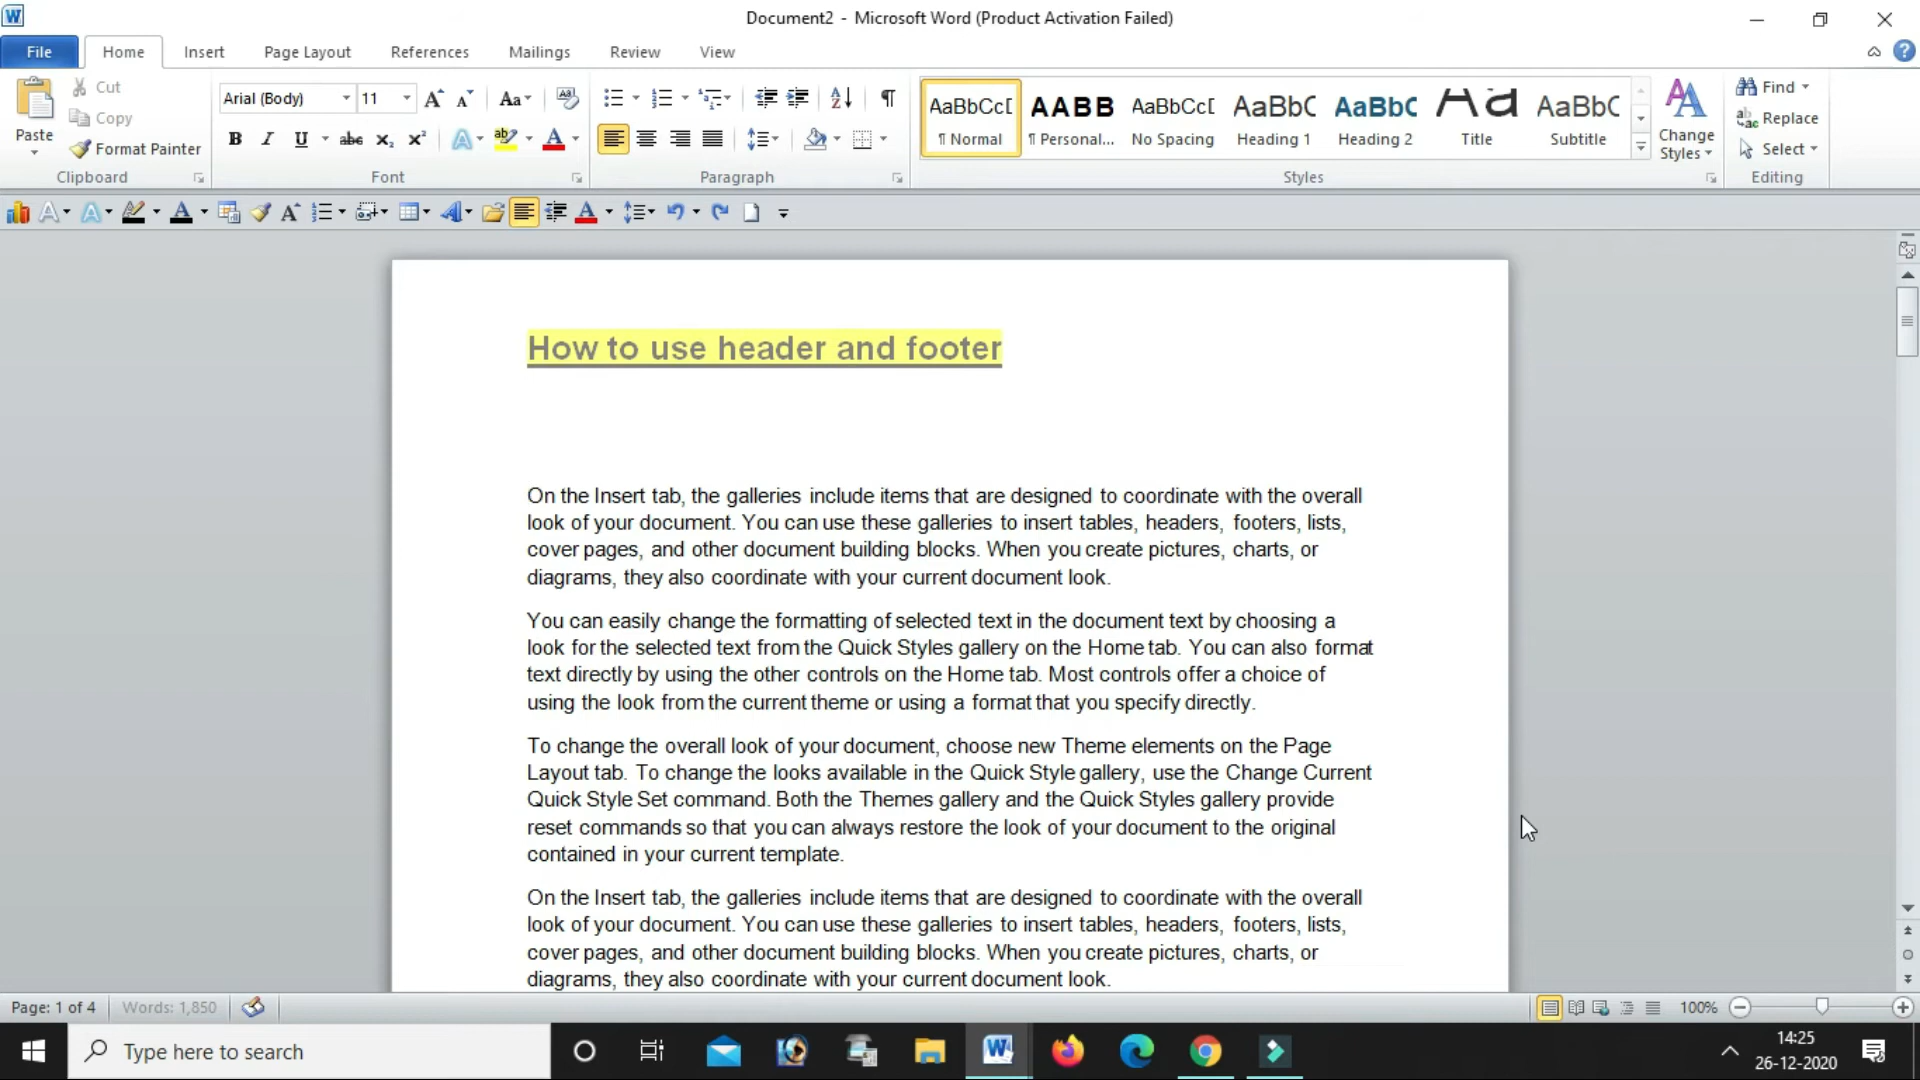 Document2 - Microsoft Word (Product Activation Failed)
File Home Insert Page Layout References Mailings Review View
Cut
Copy
Paste
Format Painter
Clipboard
Arial (Body) 11
Font
Paragraph
AaBbCcD AABB AaBbCcD AaBbC AaBbC Aa AaBbC
¶ Normal ¶ Personal... No Spacing Heading 1 Heading 2 Title Subtitle
Change Styles
Styles
Find
Replace
Select
Editing
How to use header and footer
On the Insert tab, the galleries include items that are designed to coordinate with the overall
look of your document. You can use these galleries to insert tables, headers, footers, lists,
cover pages, and other document building blocks. When you create pictures, charts, or
diagrams, they also coordinate with your current document look.
You can easily change the formatting of selected text in the document text by choosing a
look for the selected text from the Quick Styles gallery on the Home tab. You can also format
text directly by using the other controls on the Home tab. Most controls offer a choice of
using the look from the current theme or using a format that you specify directly.
To change the overall look of your document, choose new Theme elements on the Page
Layout tab. To change the looks available in the Quick Style gallery, use the Change Current
Quick Style Set command. Both the Themes gallery and the Quick Styles gallery provide
reset commands so that you can always restore the look of your document to the original
contained in your current template.
On the Insert tab, the galleries include items that are designed to coordinate with the overall
look of your document. You can use these galleries to insert tables, headers, footers, lists,
cover pages, and other document building blocks. When you create pictures, charts, or
diagrams, they also coordinate with your current document look.
Page: 1 of 4 Words: 1,850 100%
Type here to search
14:25
26-12-2020